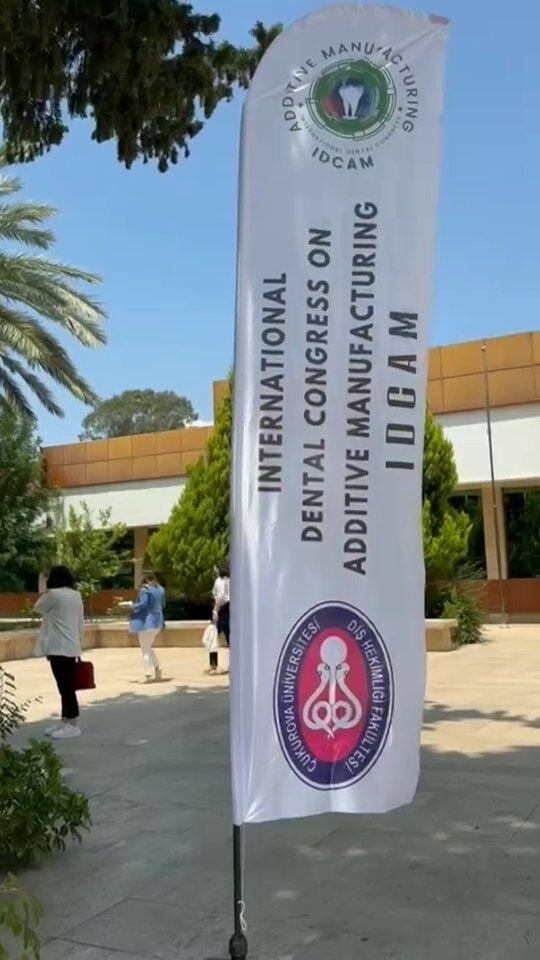 ADDITIVE MANUFACTURING
INTERNATIONAL DENTAL CONGRESS
IDCAM
INTERNATIONAL
DENTAL CONGRESS ON
ADDITIVE MANUFACTURING
IDCAM
ÇUKUROVA ÜNİVERSİTESİ
DİŞ HEKİMLİĞİ FAKÜLTESİ